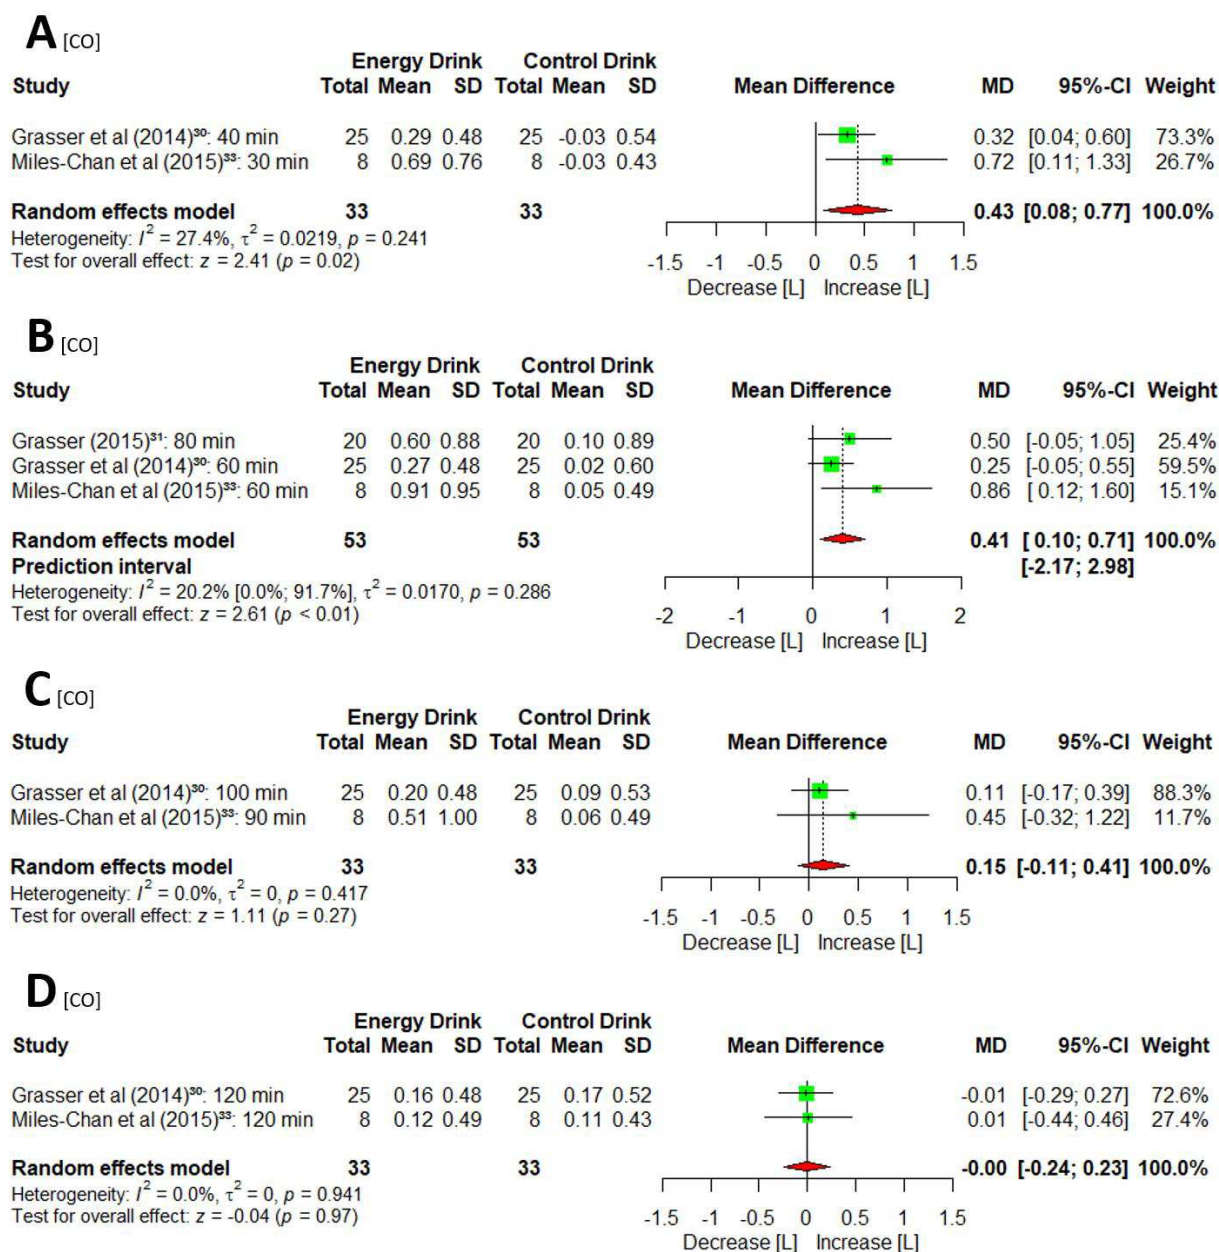 A [CO]
Energy Drink Control Drink
Study Total Mean SD Total Mean SD Mean Difference MD 95%-CI Weight
Grasser et al (2014)³⁰: 40 min 25 0.29 0.48 25 -0.03 0.54 0.32 [0.04; 0.60] 73.3%
Miles-Chan et al (2015)³³: 30 min 8 0.69 0.76 8 -0.03 0.43 0.72 [0.11; 1.33] 26.7%
Random effects model 33 33 0.43 [0.08; 0.77] 100.0%
Heterogeneity: I² = 27.4%, τ² = 0.0219, p = 0.241
Test for overall effect: z = 2.41 (p = 0.02)
-1.5 -1 -0.5 0 0.5 1 1.5
Decrease [L] Increase [L]
B [CO]
Energy Drink Control Drink
Study Total Mean SD Total Mean SD Mean Difference MD 95%-CI Weight
Grasser (2015)³¹: 80 min 20 0.60 0.88 20 0.10 0.89 0.50 [-0.05; 1.05] 25.4%
Grasser et al (2014)³⁰: 60 min 25 0.27 0.48 25 0.02 0.60 0.25 [-0.05; 0.55] 59.5%
Miles-Chan et al (2015)³³: 60 min 8 0.91 0.95 8 0.05 0.49 0.86 [ 0.12; 1.60] 15.1%
Random effects model 53 53 0.41 [ 0.10; 0.71] 100.0%
Prediction interval [-2.17; 2.98]
Heterogeneity: I² = 20.2% [0.0%; 91.7%], τ² = 0.0170, p = 0.286
Test for overall effect: z = 2.61 (p < 0.01)
-2 -1 0 1 2
Decrease [L] Increase [L]
C [CO]
Energy Drink Control Drink
Study Total Mean SD Total Mean SD Mean Difference MD 95%-CI Weight
Grasser et al (2014)³⁰: 100 min 25 0.20 0.48 25 0.09 0.53 0.11 [-0.17; 0.39] 88.3%
Miles-Chan et al (2015)³³: 90 min 8 0.51 1.00 8 0.06 0.49 0.45 [-0.32; 1.22] 11.7%
Random effects model 33 33 0.15 [-0.11; 0.41] 100.0%
Heterogeneity: I² = 0.0%, τ² = 0, p = 0.417
Test for overall effect: z = 1.11 (p = 0.27)
-1.5 -1 -0.5 0 0.5 1 1.5
Decrease [L] Increase [L]
D [CO]
Energy Drink Control Drink
Study Total Mean SD Total Mean SD Mean Difference MD 95%-CI Weight
Grasser et al (2014)³⁰: 120 min 25 0.16 0.48 25 0.17 0.52 -0.01 [-0.29; 0.27] 72.6%
Miles-Chan et al (2015)³³: 120 min 8 0.12 0.49 8 0.11 0.43 0.01 [-0.44; 0.46] 27.4%
Random effects model 33 33 -0.00 [-0.24; 0.23] 100.0%
Heterogeneity: I² = 0.0%, τ² = 0, p = 0.941
Test for overall effect: z = -0.04 (p = 0.97)
-1.5 -1 -0.5 0 0.5 1 1.5
Decrease [L] Increase [L]